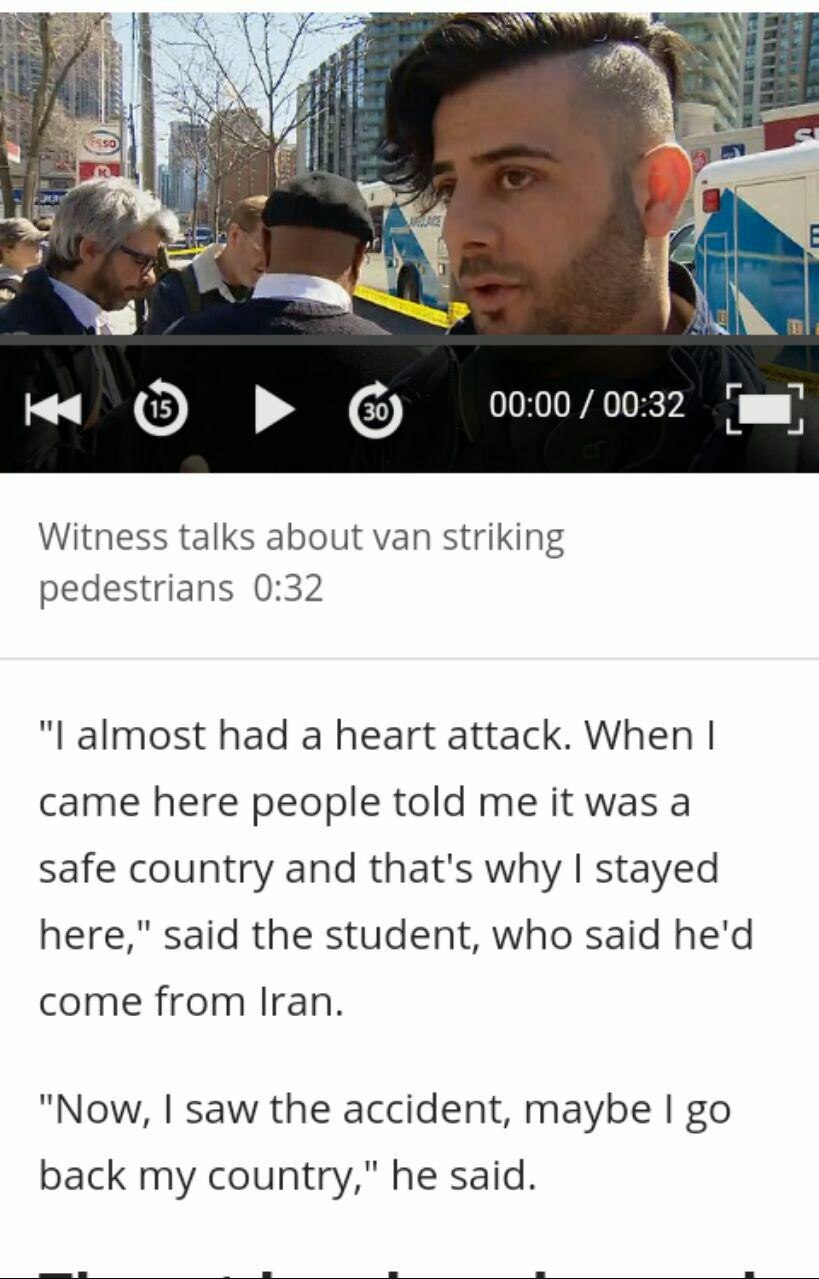 Esso
AMBULANCE
15
30
00:00 / 00:32
Witness talks about van striking
pedestrians 0:32
"I almost had a heart attack. When I
came here people told me it was a
safe country and that's why I stayed
here," said the student, who said he'd
come from Iran.
"Now, I saw the accident, maybe I go
back my country," he said.